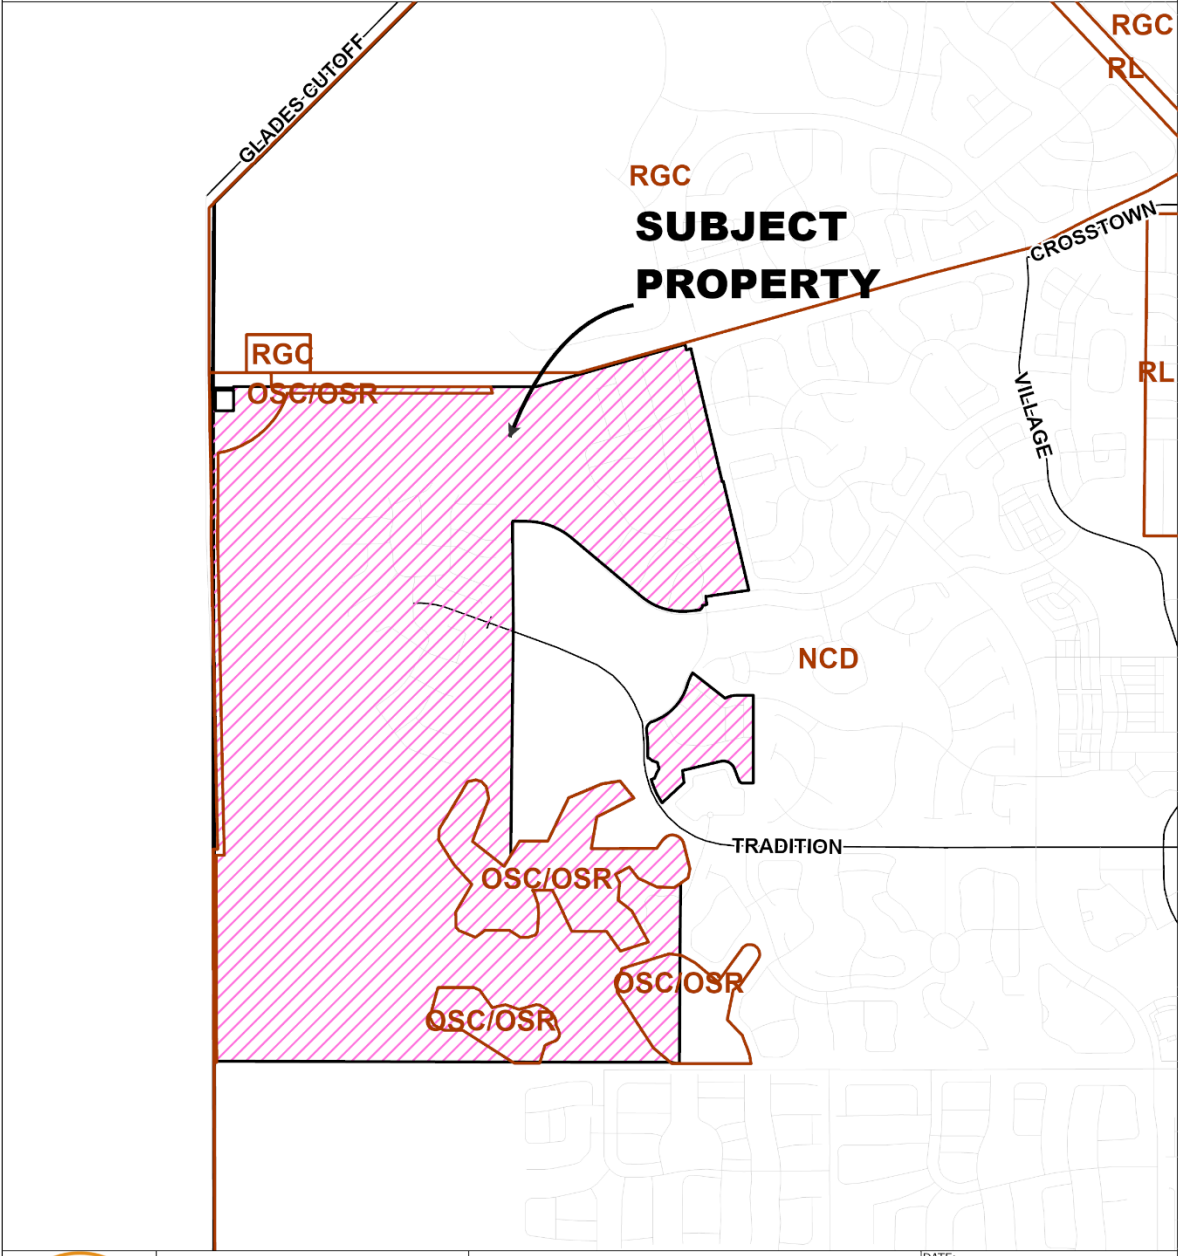 RGC
RL
GLADES CUTOFF
RGC
SUBJECT
PROPERTY
CROSSTOWN
RGC
OSC/OSR
RL
VILLAGE
NCD
TRADITION
OSC/OSR
OSC/OSR
OSC/OSR
DATE: